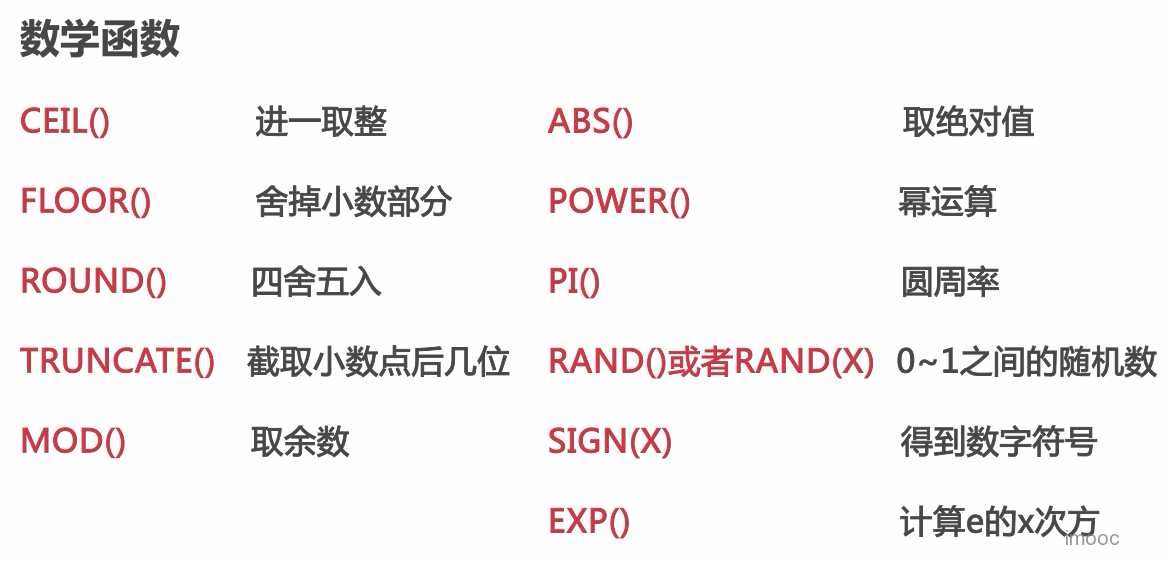 数学函数
CEIL() 进一取整 ABS() 取绝对值
FLOOR() 舍掉小数部分 POWER() 幂运算
ROUND() 四舍五入 PI() 圆周率
TRUNCATE() 截取小数点后几位 RAND()或者RAND(X) 0~1之间的随机数
MOD() 取余数 SIGN(X) 得到数字符号
EXP() 计算e的x次方
imooc